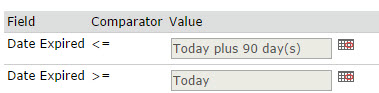 Field Comparator Value
Date Expired <= Today plus 90 day(s)
Date Expired >= Today